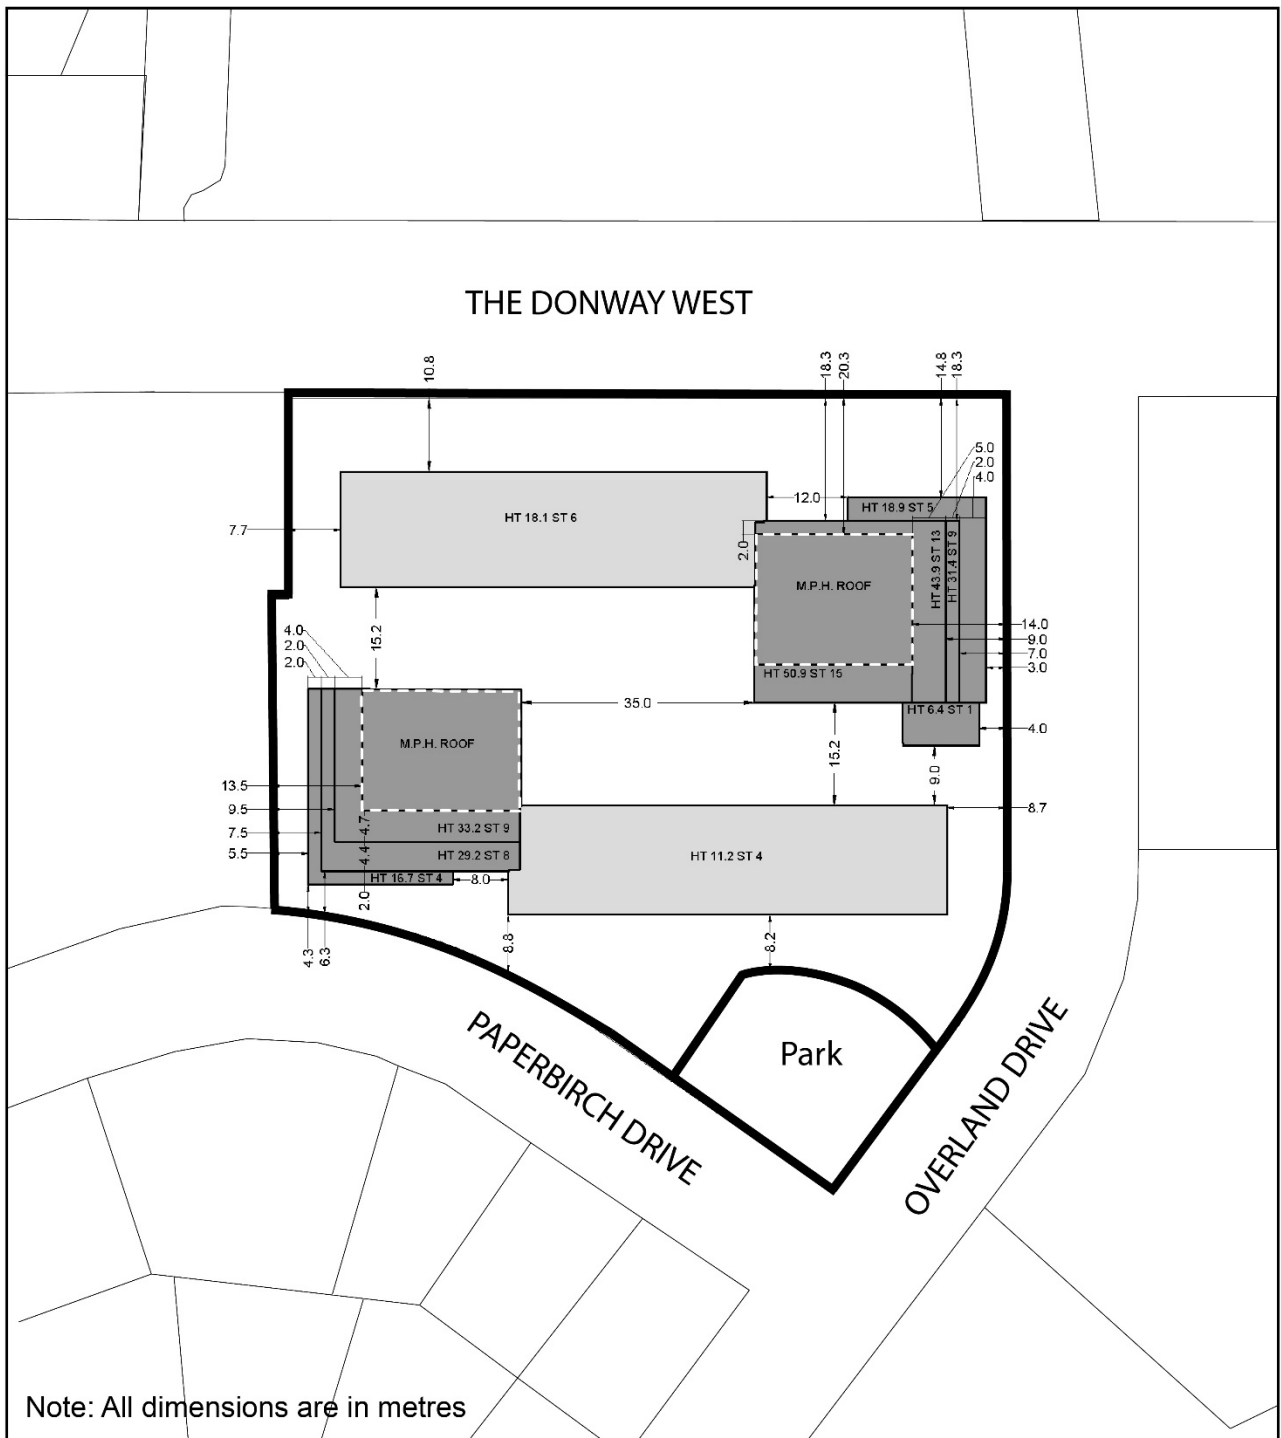 THE DONWAY WEST
10.8
18.3
20.3
14.8
18.3
5.0
2.0
4.0
12.0
HT 18.9 ST 5
HT 18.1 ST 6
7.7
2.0
HT 43.9 ST 13
HT 31.4 ST 9
M.P.H. ROOF
14.0
9.0
7.0
3.0
4.0
2.0
2.0
15.2
HT 50.9 ST 15
35.0
HT 6.4 ST 1
4.0
M.P.H. ROOF
15.2
9.0
13.5
9.5
7.5
5.5
4.7
HT 33.2 ST 9
4.4
HT 29.2 ST 8
HT 16.7 ST 4
2.0
8.0
HT 11.2 ST 4
8.7
4.3
6.3
8.8
8.2
PAPERBIRCH DRIVE
Park
OVERLAND DRIVE
Note: All dimensions are in metres